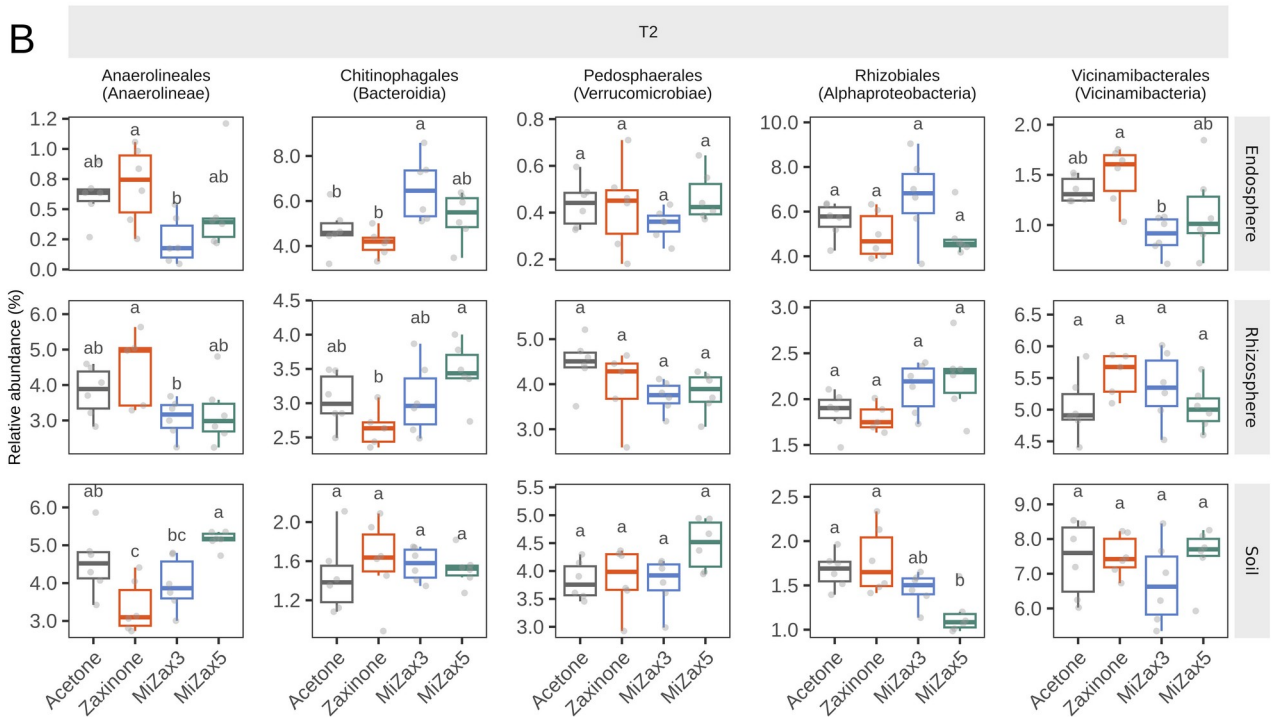 B
T2
Anaerolineales
(Anaerolineae)
Chitinophagales
(Bacteroidia)
Pedosphaerales
(Verrucomicrobiae)
Rhizobiales
(Alphaproteobacteria)
Vicinamibacterales
(Vicinamibacteria)
Relative abundance (%)
1.2
1.0
0.8
0.5
0.2
0.0
ab
a
b
ab
8.0
6.0
4.0
b
b
a
ab
0.8
0.6
0.4
0.2
a
a
a
a
10.0
8.0
6.0
4.0
a
a
a
a
2.0
1.5
1.0
ab
a
b
ab
Endosphere
6.0
5.0
4.0
3.0
ab
a
b
ab
4.5
4.0
3.5
3.0
2.5
ab
b
ab
a
5.0
4.0
3.0
a
a
a
a
3.0
2.5
2.0
1.5
a
a
a
a
6.5
6.0
5.5
5.0
4.5
a
a
a
a
Rhizosphere
6.0
5.0
4.0
3.0
ab
c
bc
a
2.0
1.6
1.2
a
a
a
a
5.5
5.0
4.5
4.0
3.5
3.0
a
a
a
a
2.5
2.0
1.5
1.0
a
a
ab
b
9.0
8.0
7.0
6.0
a
a
a
a
Soil
Acetone
Zaxinone
MiZax3
MiZax5
Acetone
Zaxinone
MiZax3
MiZax5
Acetone
Zaxinone
MiZax3
MiZax5
Acetone
Zaxinone
MiZax3
MiZax5
Acetone
Zaxinone
MiZax3
MiZax5